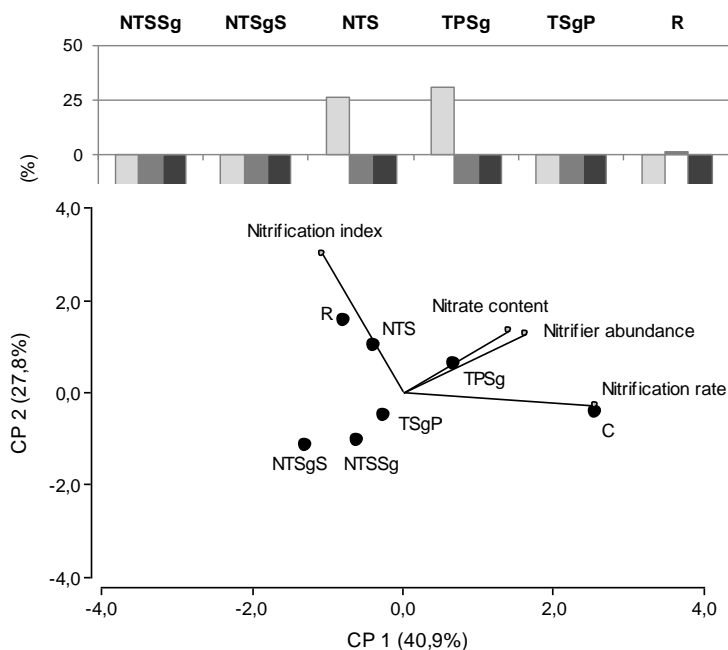 NTSSg NTSgS NTS TPSg TSgP R
50
25
0
(%)
4,0
2,0
0,0
-2,0
-4,0
CP 2 (27,8%)
Nitrification index
Nitrate content
Nitrifier abundance
Nitrification rate
R
NTS
TPSg
C
TSgP
NTSgS
NTSSg
-4,0 -2,0 0,0 2,0 4,0
CP 1 (40,9%)